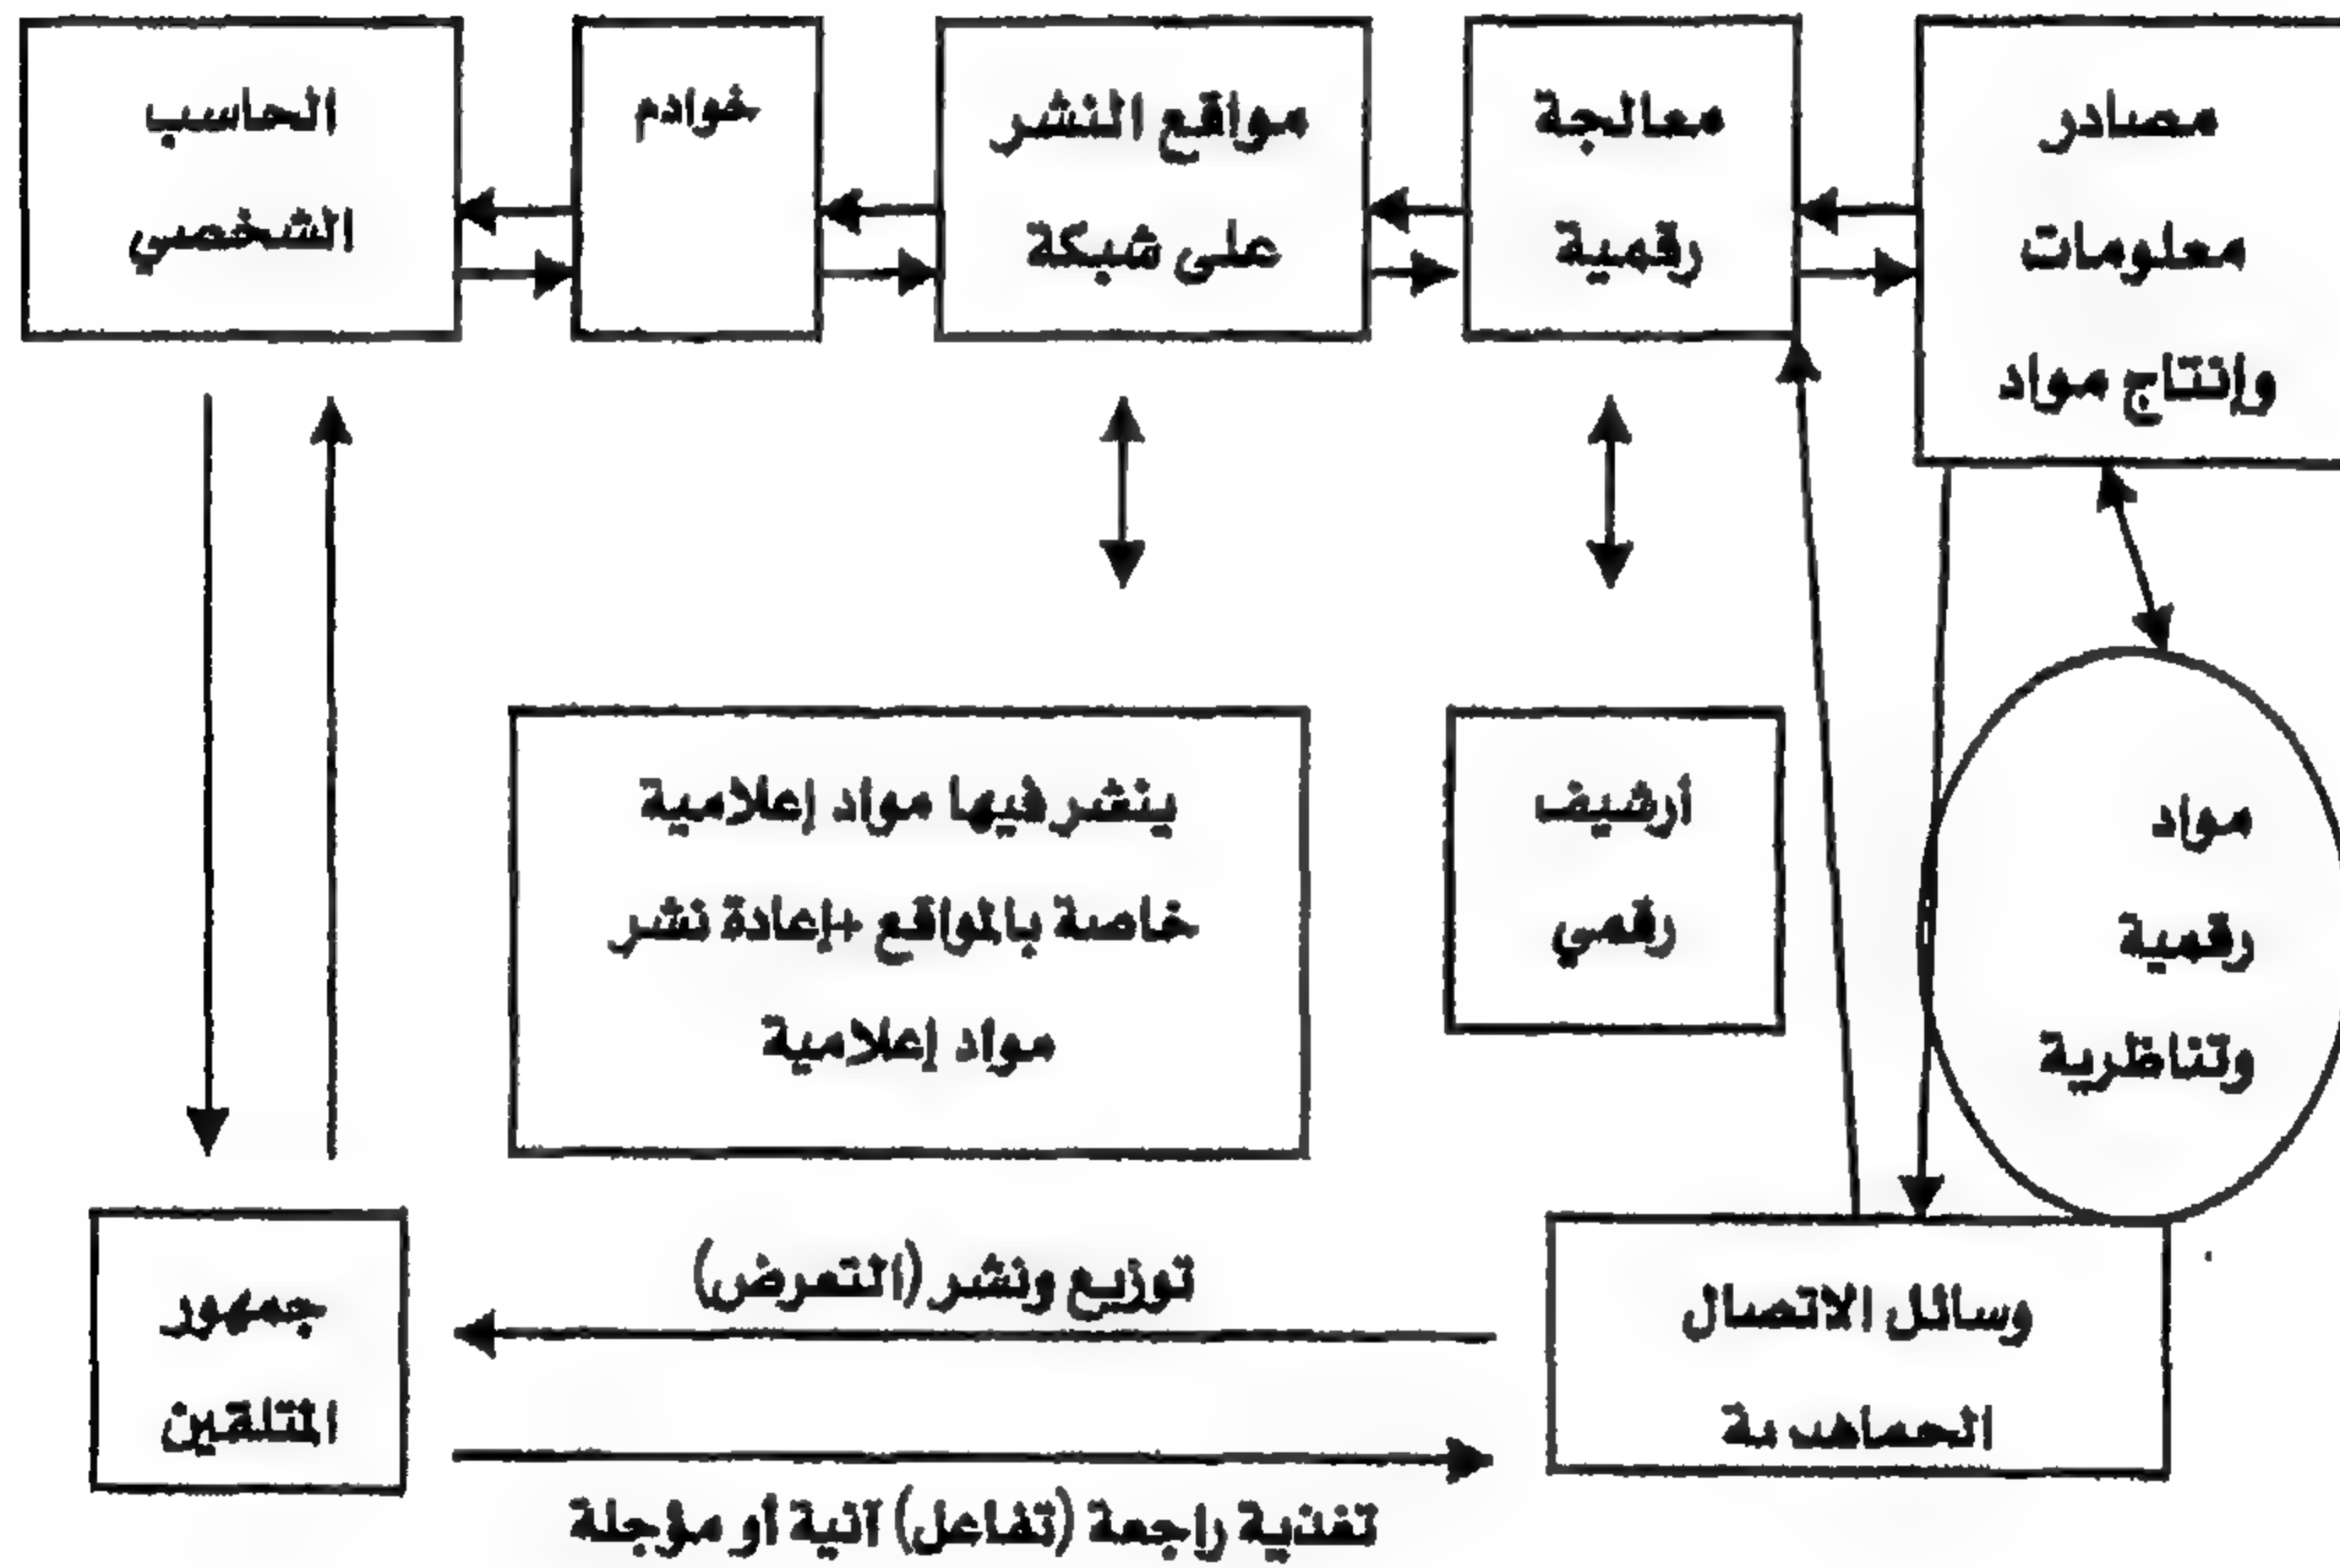 مصادر
معلومات
وإنتاج مواد
معالجة
رقمية
مواقع النشر
على شبكة
خوادم
الحاسب
الشخصي
مواد
رقمية
وتناظرية
أرشيف
رقمي
ينشر فيها مواد إعلامية
خاصة بالمواقع +إعادة نشر
مواد إعلامية
وسائل الاتصال
الجماهيرية
توزيع ونشر (التعرض)
جمهور
المتلقين
تغذية راجعة (تفاعل) آنية أو مؤجلة